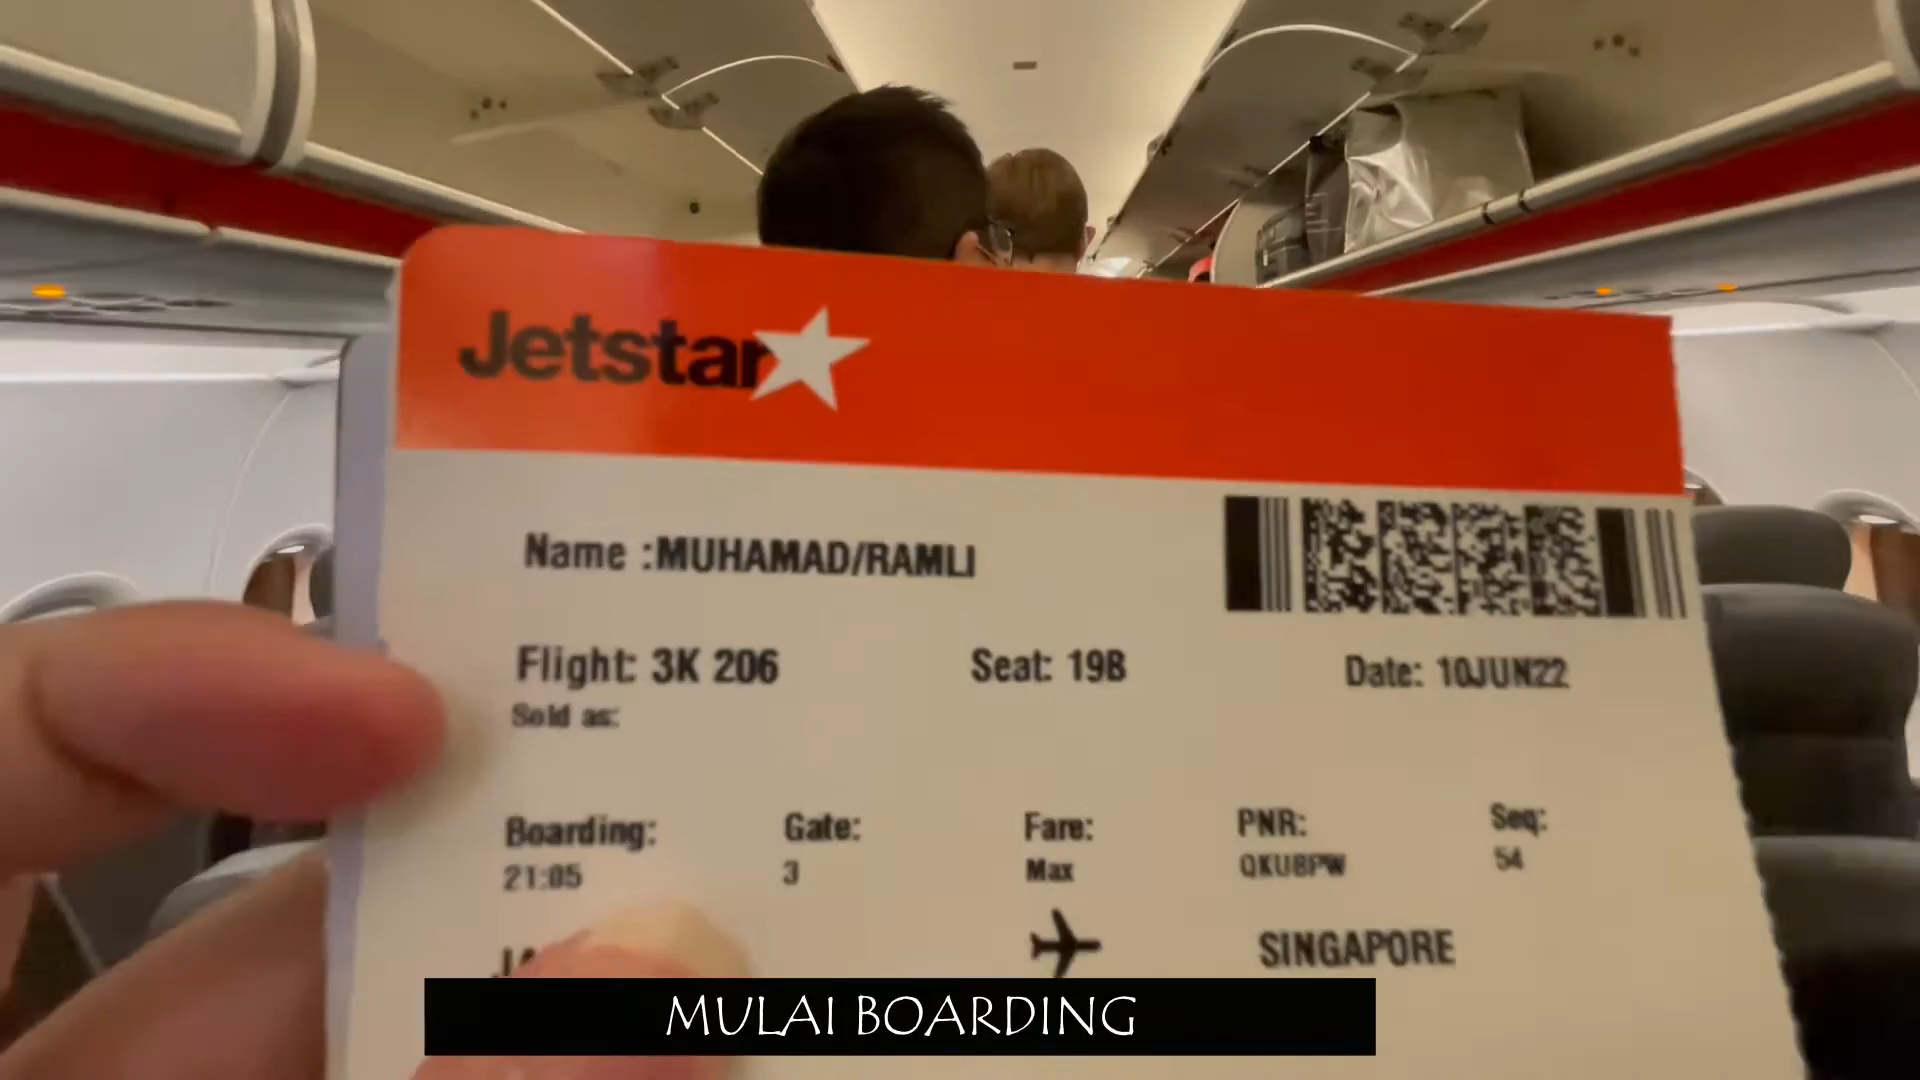 Jetstar
Name :MUHAMAD/RAMLI
Flight: 3K 206 Seat: 19B Date: 10JUN22
Sold as:
Boarding: Gate: Fare: PNR: Seq:
21:05 3 Max QKUBPW 54
SINGAPORE
MULAI BOARDING